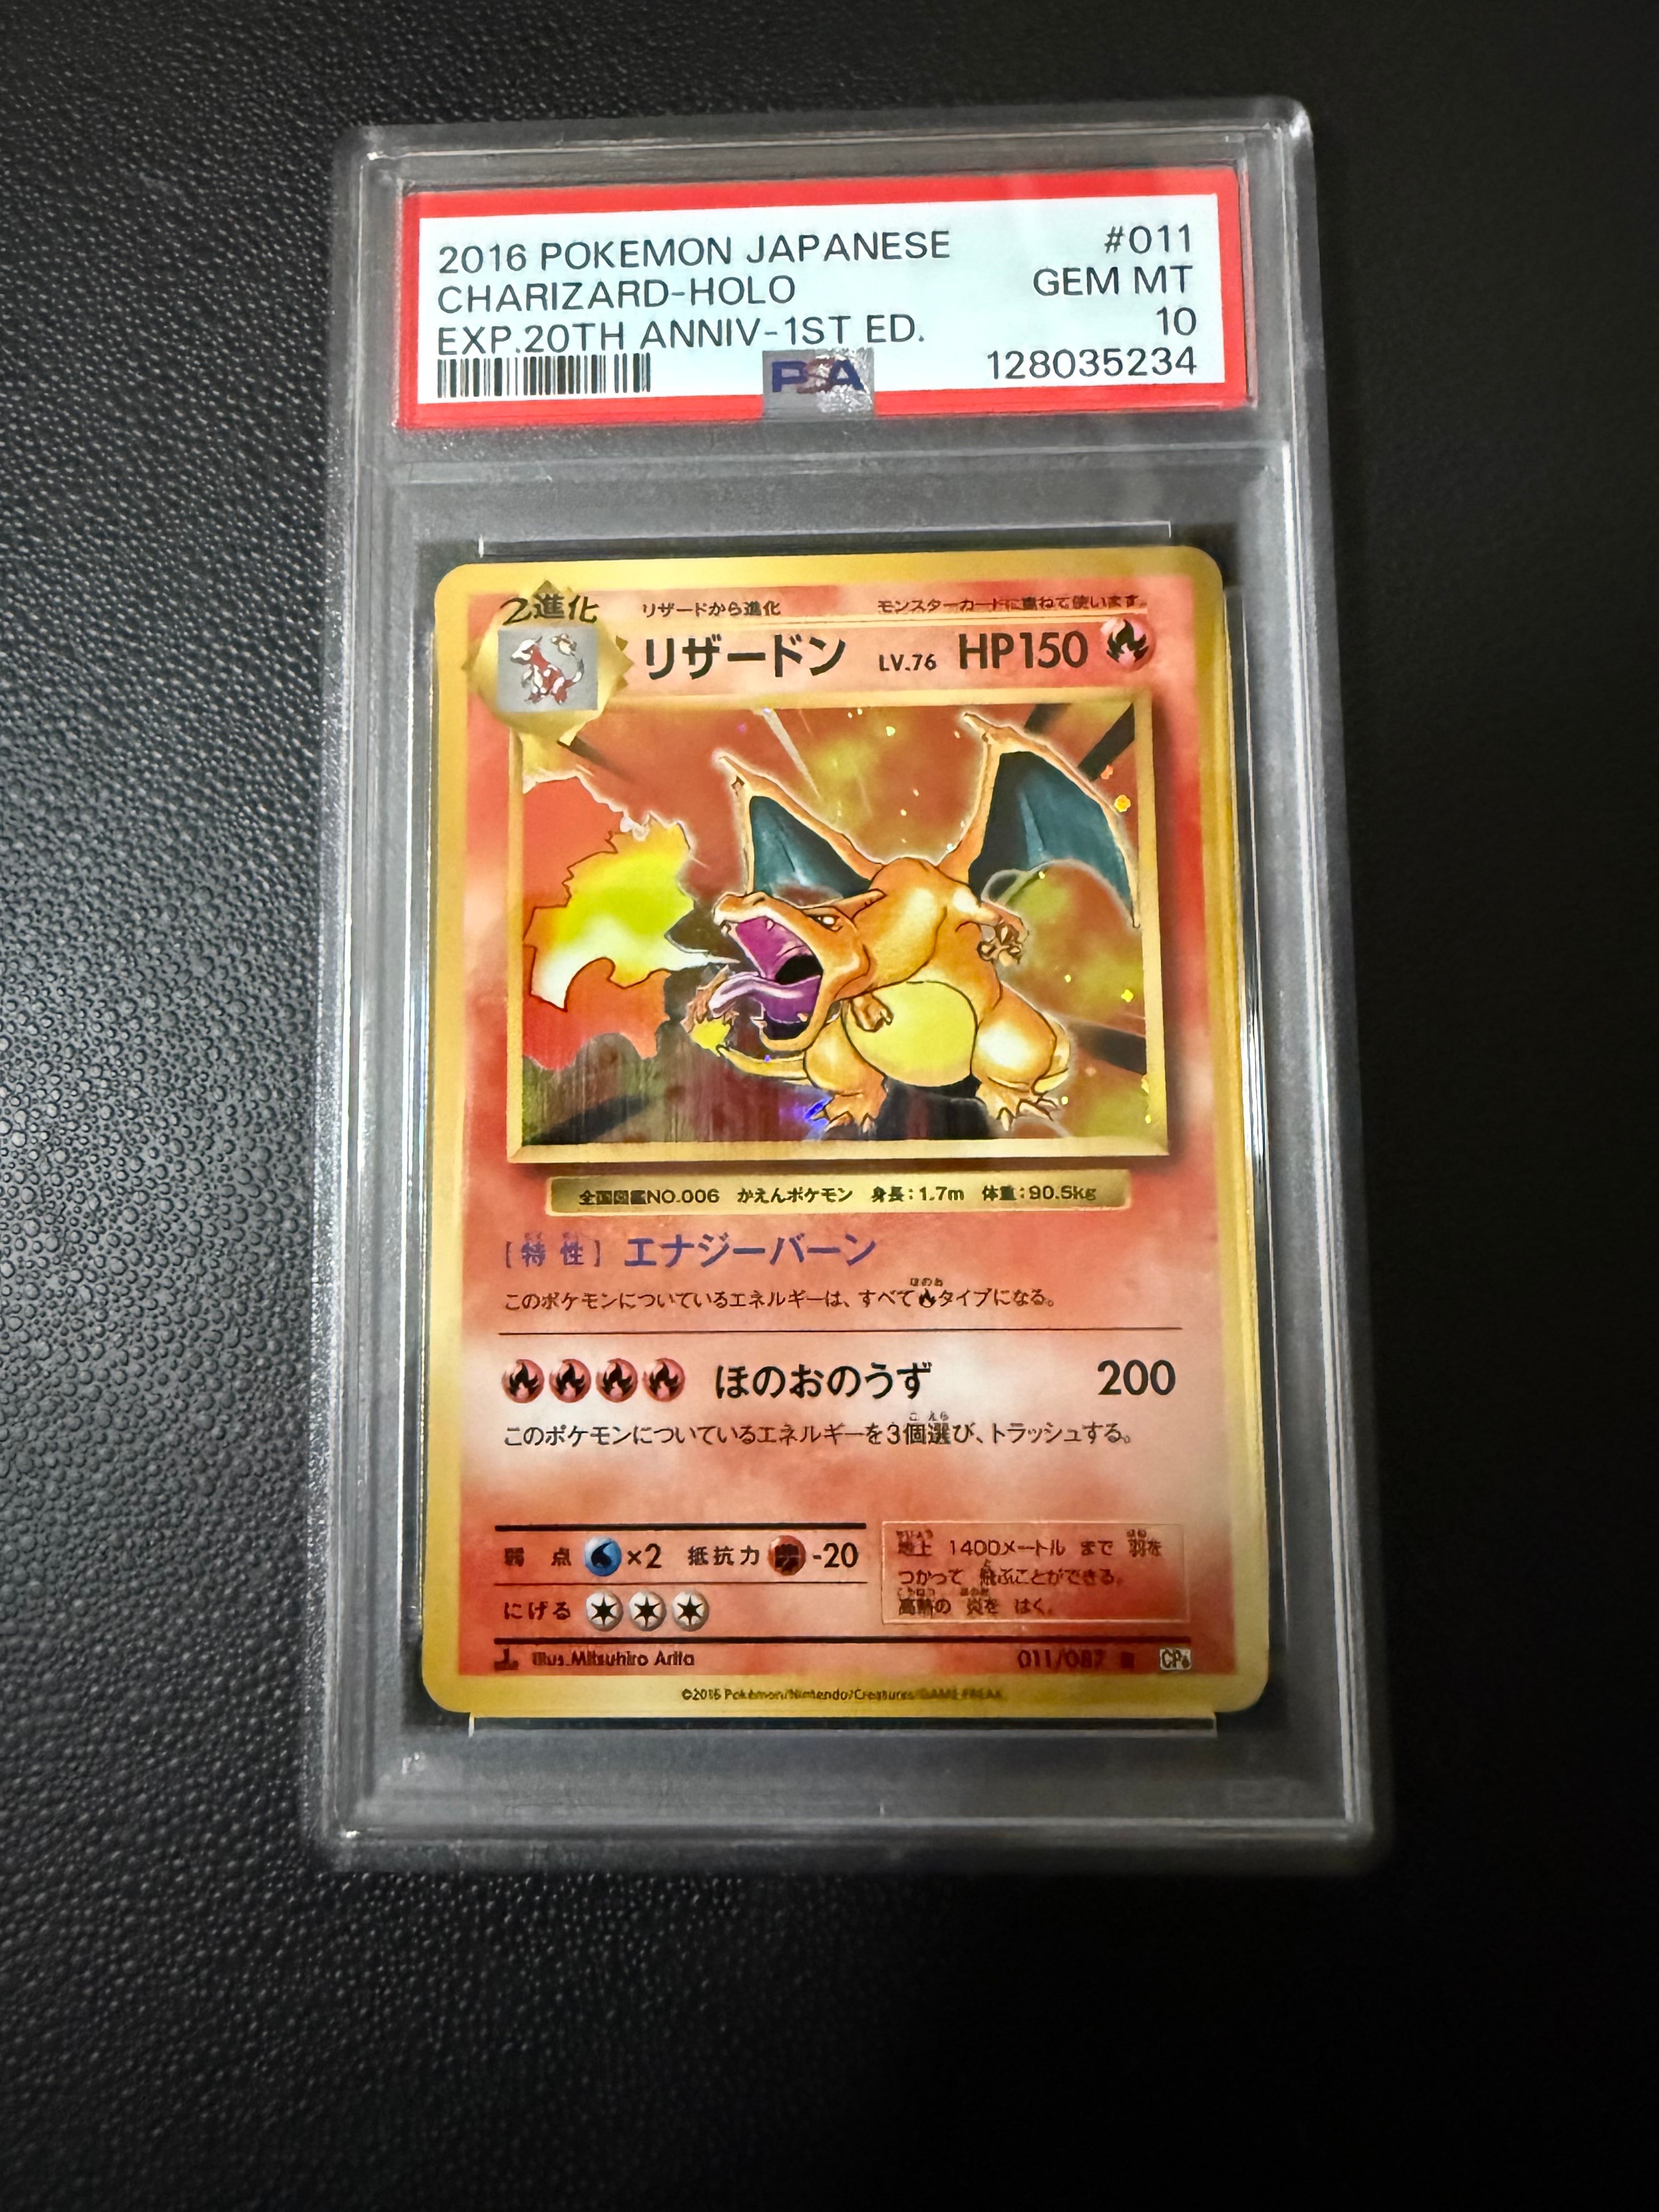 2016 POKEMON JAPANESE #011
CHARIZARD-HOLO GEM MT
EXP.20TH ANNIV-1ST ED. 10
PSA 128035234
2進化 リザードから進化 モンスターカードに重ねて使います。
リザードン LV.76 HP150
全国図鑑NO.006 かえんポケモン 身長:1.7m 体重:90.5kg
[特性] エナジーバーン
このポケモンについているエネルギーは、すべてタイプになる。
ほのおのうず 200
このポケモンについているエネルギーを3個選び、トラッシュする。
弱点 ×2 抵抗力 -20
にげる
地上 1400メートル まで 羽を
つかって 飛ぶことができる。
高熱の 炎を はく。
Illus.Mitsuhiro Arita 011/087 CP6
©2016 Pokémon/Nintendo/Creatures/GAME FREAK